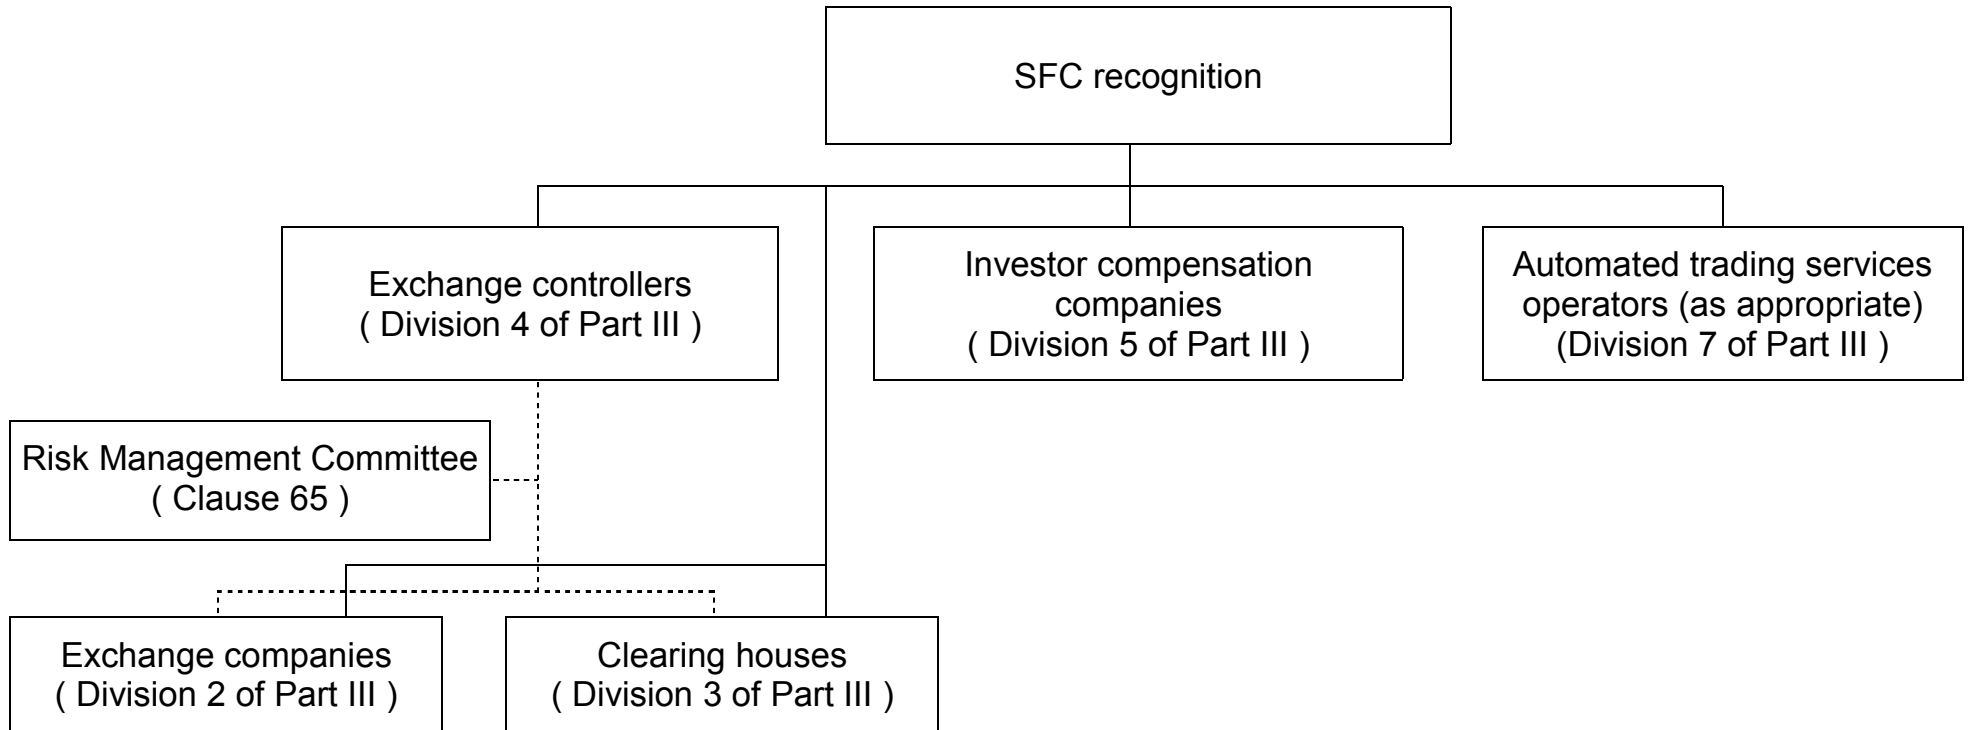 SFC recognition
Exchange controllers
( Division 4 of Part III )
Investor compensation
companies
( Division 5 of Part III )
Automated trading services
operators (as appropriate)
(Division 7 of Part III )
Risk Management Committee
( Clause 65 )
Exchange companies
( Division 2 of Part III )
Clearing houses
( Division 3 of Part III )